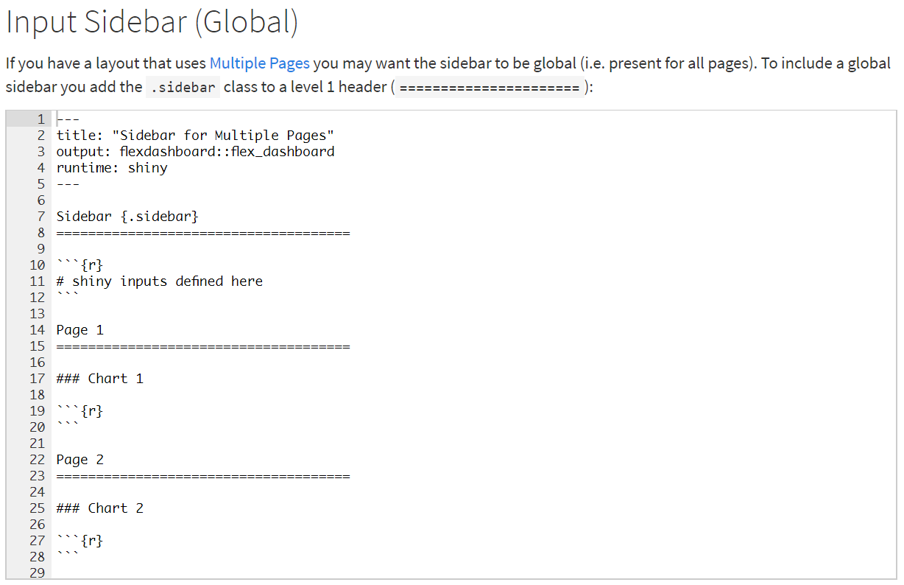 Input Sidebar (Global)
If you have a layout that uses Multiple Pages you may want the sidebar to be global (i.e. present for all pages). To include a global
sidebar you add the .sidebar class to a level 1 header ( ====================== ):
1 ---
2 title: "Sidebar for Multiple Pages"
3 output: flexdashboard::flex_dashboard
4 runtime: shiny
5 ---
6
7 Sidebar {.sidebar}
8 =====================================
9
10 ```{r}
11 # shiny inputs defined here
12 ```
13
14 Page 1
15 =====================================
16
17 ### Chart 1
18
19 ```{r}
20 ```
21
22 Page 2
23 =====================================
24
25 ### Chart 2
26
27 ```{r}
28 ```
29